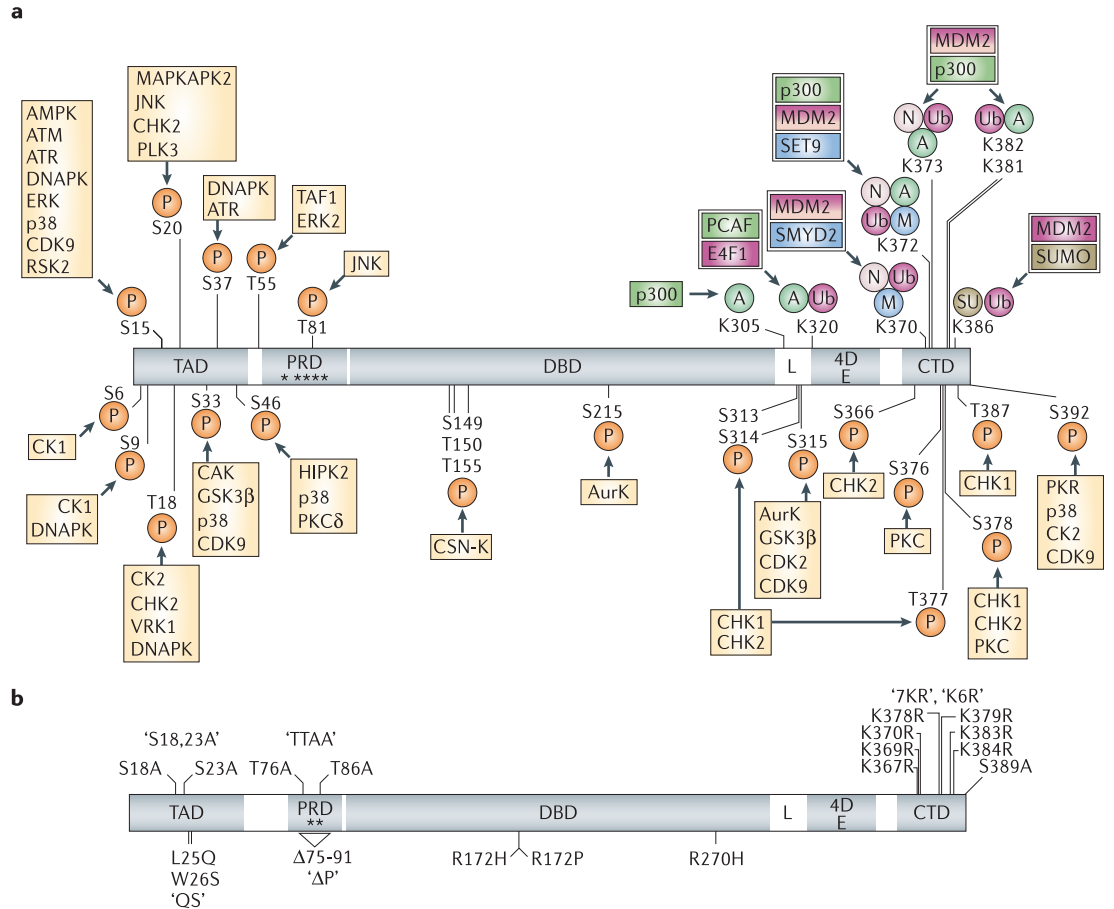 a
MAPKAPK2
JNK
CHK2
PLK3
P
S20
AMPK
ATM
ATR
DNAPK
ERK
p38
CDK9
RSK2
P
S15
DNAPK
ATR
P
S37
TAF1
ERK2
P
T55
JNK
P
T81
p300
A
K305
PCAF
E4F1
A Ub
K320
MDM2
SMYD2
N Ub
M
K370
p300
MDM2
SET9
N A
Ub M
K372
MDM2
p300
N Ub
A
K373
Ub A
K382
K381
MDM2
SUMO
SU Ub
K386
TAD
PRD
* ****
DBD
L
4D
E
CTD
S6
P
CK1
S9
P
CK1
DNAPK
T18
P
CK2
CHK2
VRK1
DNAPK
S33
P
CAK
GSK3β
p38
CDK9
S46
P
HIPK2
p38
PKCδ
S149
T150
T155
P
CSN-K
S215
P
AurK
S313
S314
P
CHK1
CHK2
S315
P
AurK
GSK3β
CDK2
CDK9
S366
P
CHK2
S376
P
PKC
T377
P
S378
P
CHK1
CHK2
PKC
T387
P
CHK1
S392
P
PKR
p38
CK2
CDK9
b
'S18,23A'
S18A S23A
'TTAA'
T76A T86A
'7KR', 'K6R'
K378R K379R
K370R K383R
K369R K384R
K367R S389A
TAD
PRD
**
DBD
L
4D
E
CTD
L25Q
W26S
'QS'
Δ75-91
'ΔP'
R172H R172P
R270H